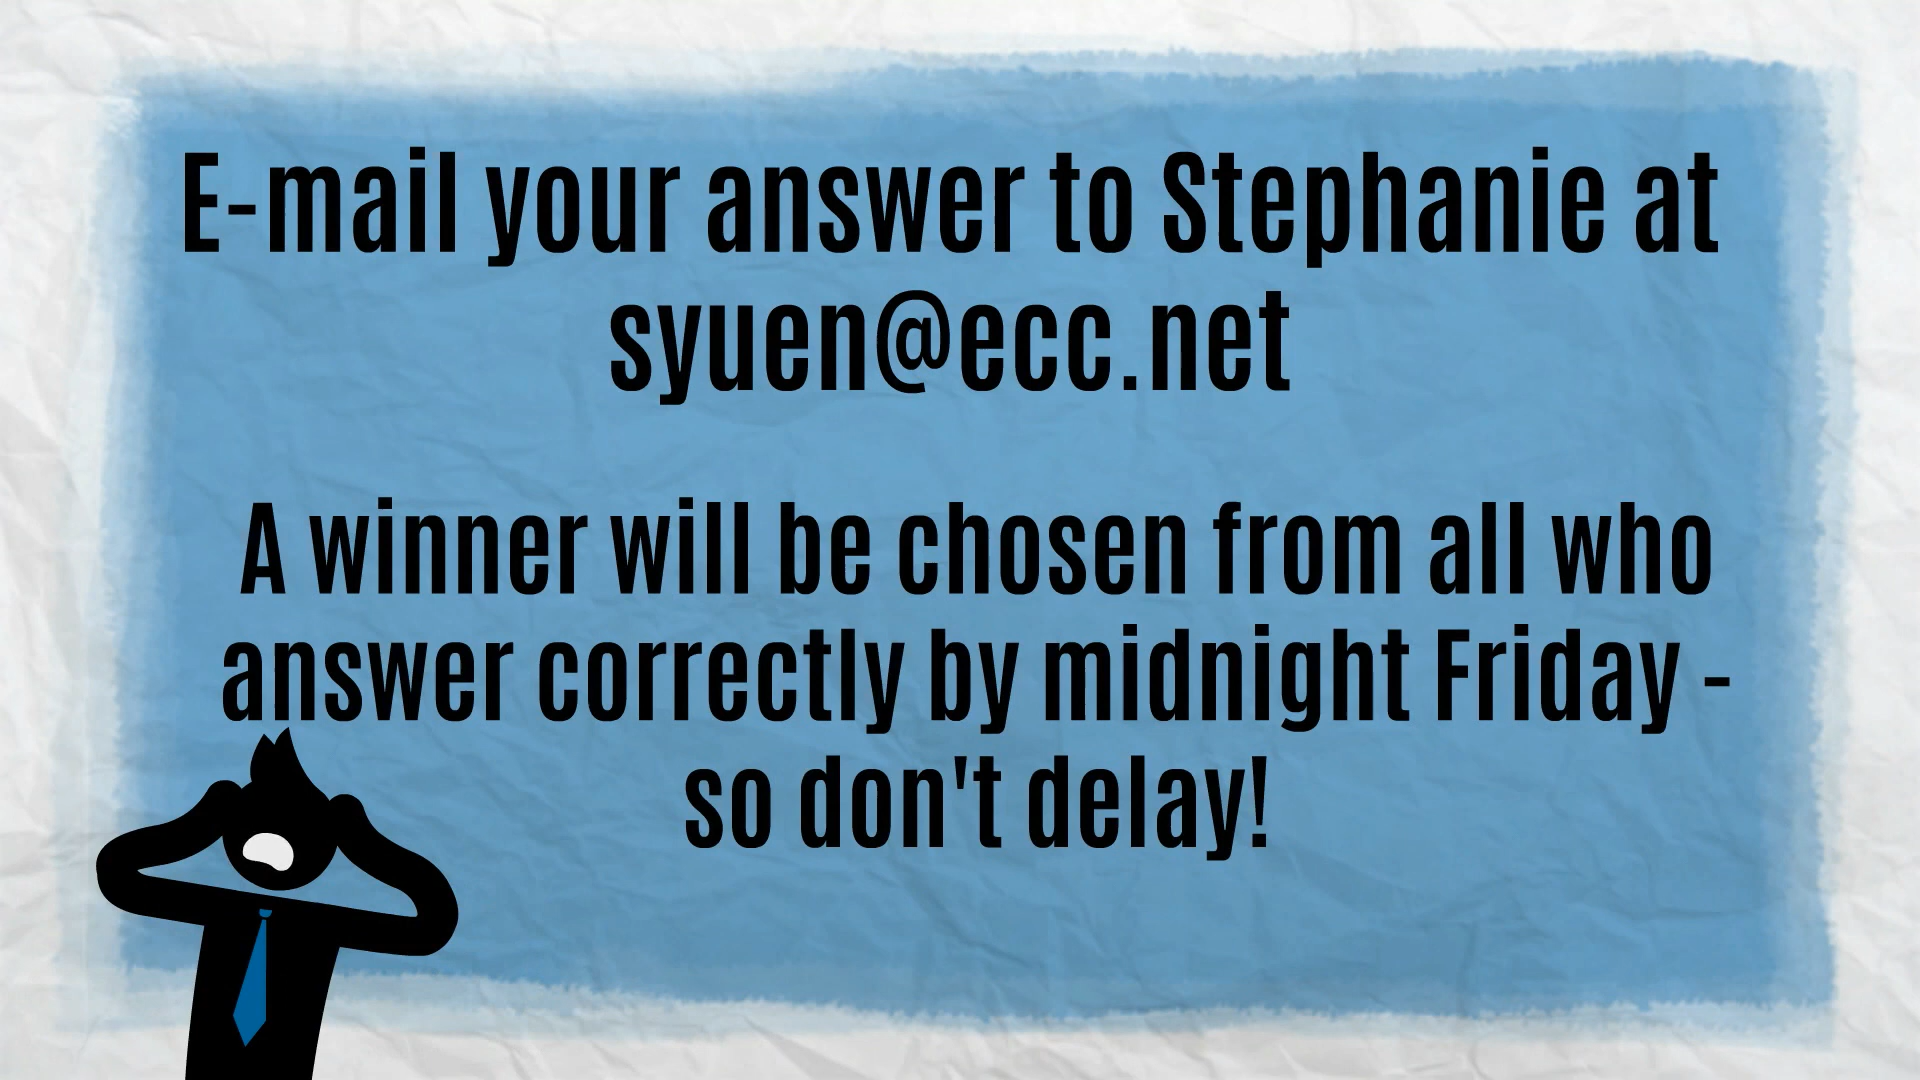 E-mail your answer to Stephanie at
syuen@ecc.net
A winner will be chosen from all who
answer correctly by midnight Friday -
so don't delay!